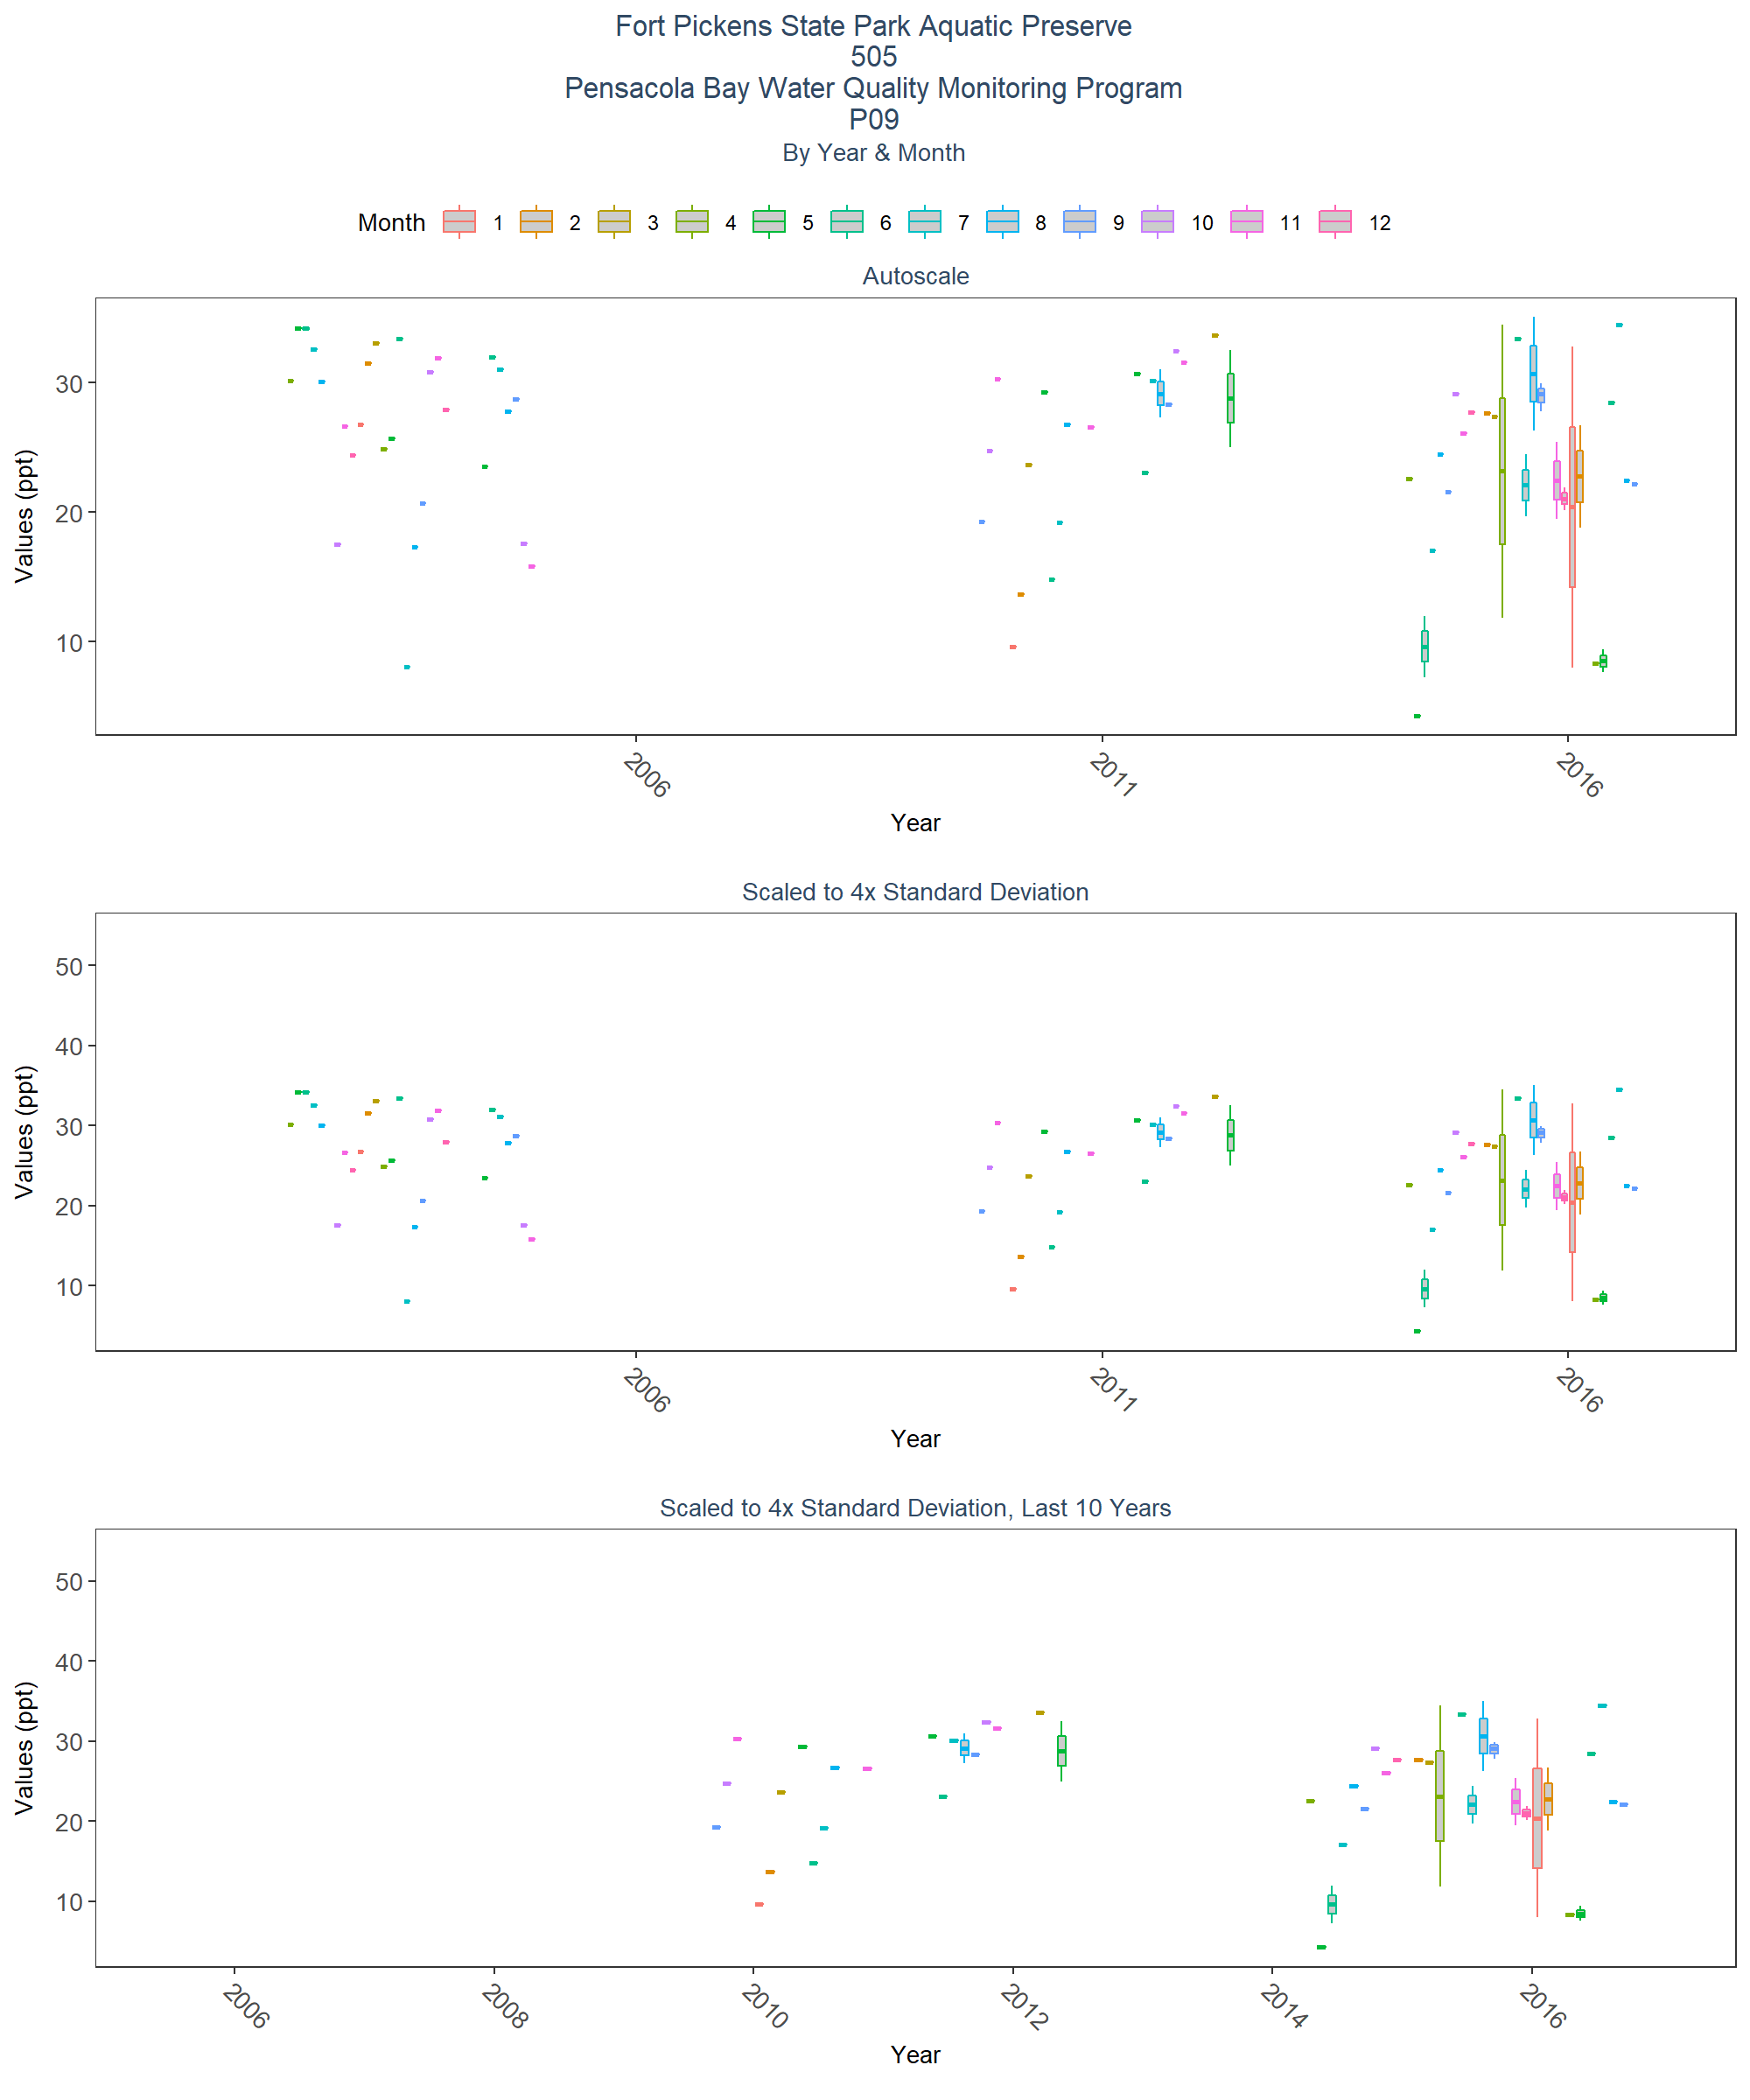 Fort Pickens State Park Aquatic Preserve
505
Pensacola Bay Water Quality Monitoring Program
P09
By Year & Month
Month 1 2 3 4 5 6 7 8 9 10 11 12
Autoscale
30
20
10
Values (ppt)
2006 2011 2016
Year
Scaled to 4x Standard Deviation
50
40
30
20
10
Values (ppt)
2006 2011 2016
Year
Scaled to 4x Standard Deviation, Last 10 Years
50
40
30
20
10
Values (ppt)
2006 2008 2010 2012 2014 2016
Year